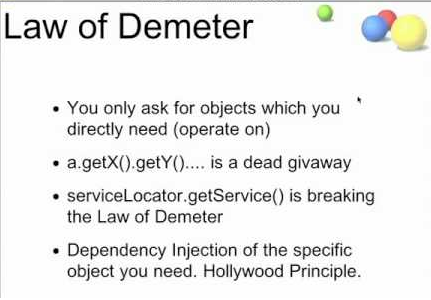 Law of Demeter
• You only ask for objects which you
directly need (operate on)
• a.getX().getY().... is a dead givaway
• serviceLocator.getService() is breaking
the Law of Demeter
• Dependency Injection of the specific
object you need. Hollywood Principle.